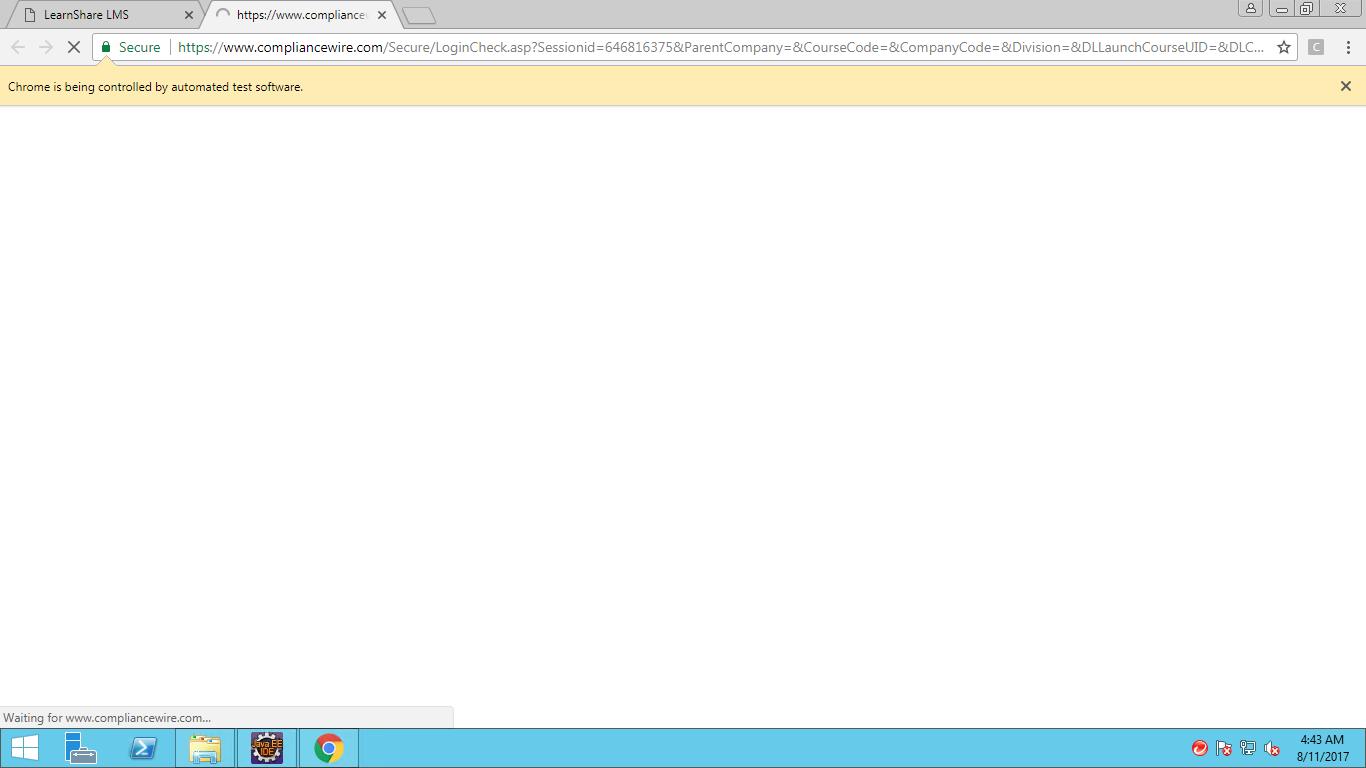 LearnShare LMS
https://www.compliance
Secure
https://www.compliancewire.com/Secure/LoginCheck.asp?Sessionid=646816375&ParentCompany=&CourseCode=&CompanyCode=&Division=&DLLaunchCourseUID=&DLC...
C
Chrome is being controlled by automated test software.
Waiting for www.compliancewire.com...
Java EE
IDE
4:43 AM
8/11/2017